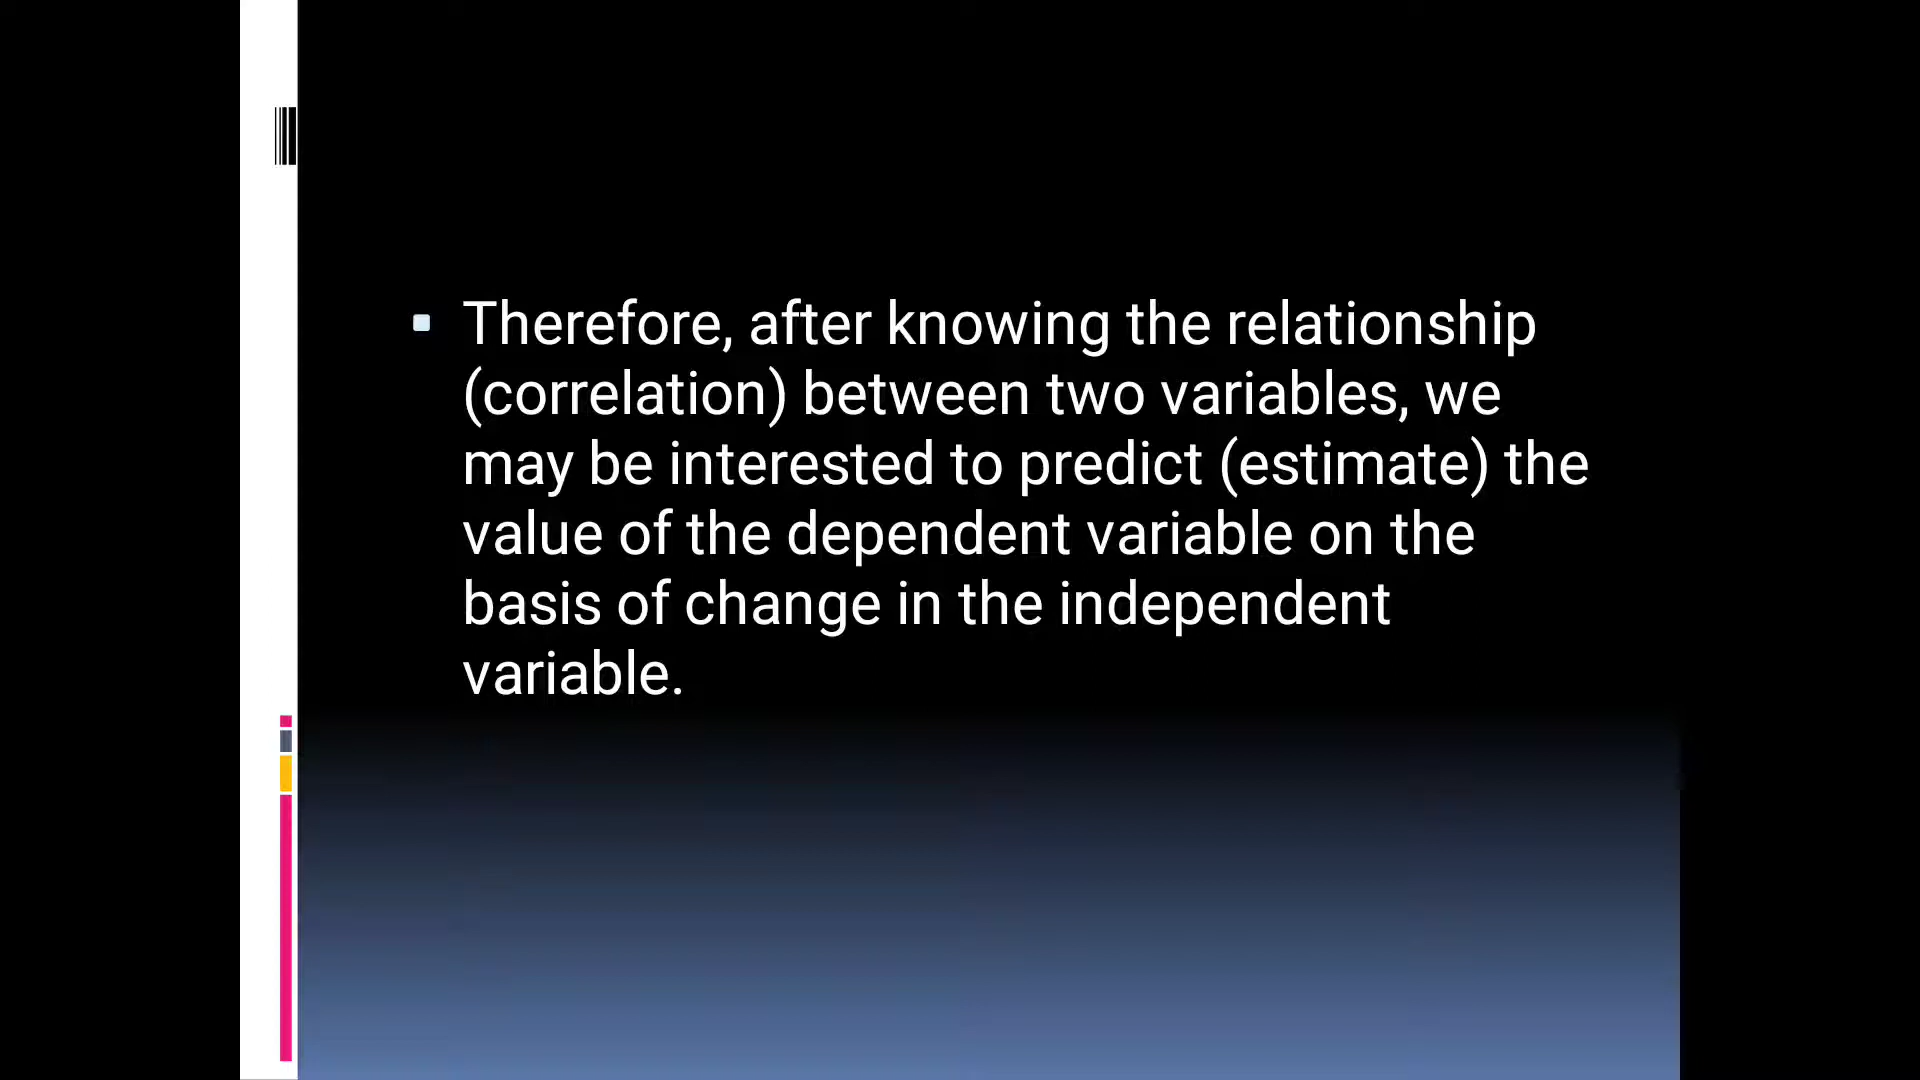 Therefore, after knowing the relationship
(correlation) between two variables, we
may be interested to predict (estimate) the
value of the dependent variable on the
basis of change in the independent
variable.